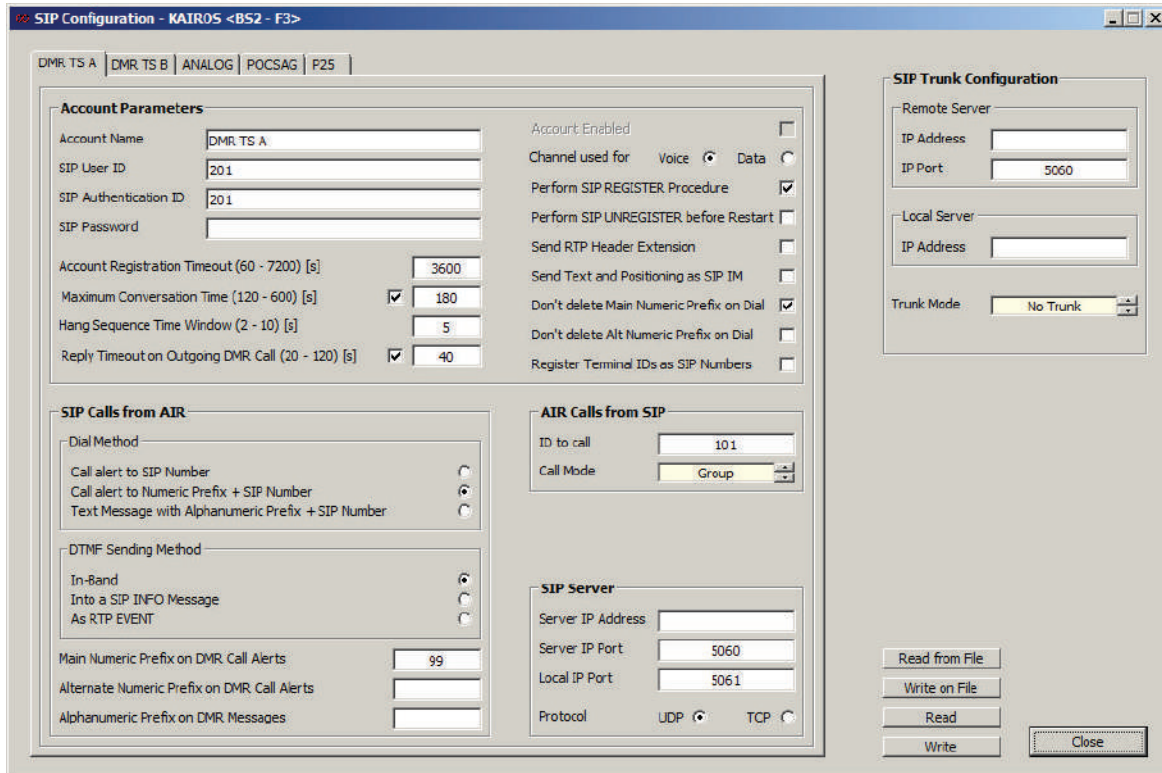 SIP Configuration - KAIROS <BS2 - F3>
DMR TS A DMR TS B ANALOG POCSAG P25
Account Parameters
Account Name DMR TS A
SIP User ID 201
SIP Authentication ID 201
SIP Password
Account Registration Timeout (60 - 7200) [s] 3600
Maximum Conversation Time (120 - 600) [s] 180
Hang Sequence Time Window (2 - 10) [s] 5
Reply Timeout on Outgoing DMR Call (20 - 120) [s] 40
Account Enabled
Channel used for Voice Data
Perform SIP REGISTER Procedure
Perform SIP UNREGISTER before Restart
Send RTP Header Extension
Send Text and Positioning as SIP IM
Don't delete Main Numeric Prefix on Dial
Don't delete Alt Numeric Prefix on Dial
Register Terminal IDs as SIP Numbers
SIP Calls from AIR
Dial Method
Call alert to SIP Number
Call alert to Numeric Prefix + SIP Number
Text Message with Alphanumeric Prefix + SIP Number
DTMF Sending Method
In-Band
Into a SIP INFO Message
As RTP EVENT
Main Numeric Prefix on DMR Call Alerts 99
Alternate Numeric Prefix on DMR Call Alerts
Alphanumeric Prefix on DMR Messages
AIR Calls from SIP
ID to call 101
Call Mode Group
SIP Server
Server IP Address
Server IP Port 5060
Local IP Port 5061
Protocol UDP TCP
SIP Trunk Configuration
Remote Server
IP Address
IP Port 5060
Local Server
IP Address
Trunk Mode No Trunk
Read from File
Write on File
Read
Write
Close